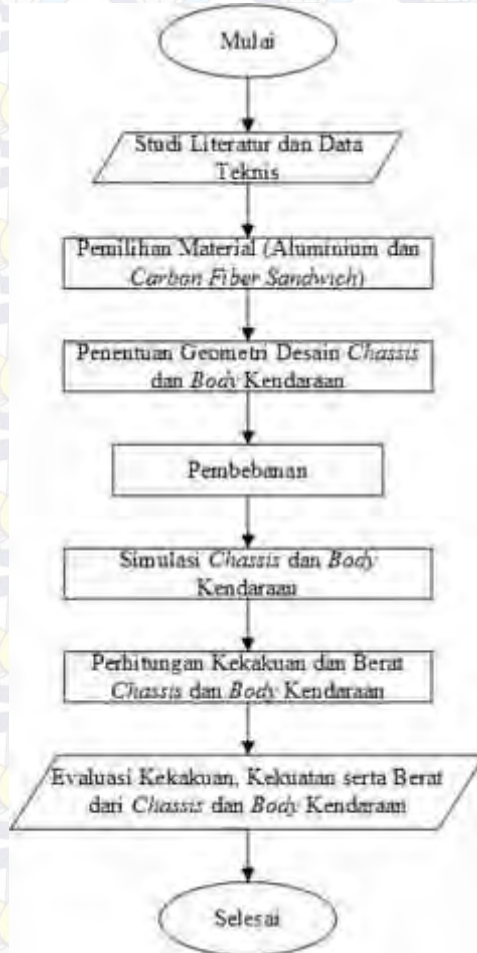 Mulai
Studi Literatur dan Data
Teknis
Pemilihan Material (Aluminium dan
Carbon Fiber Sandwich)
Penentuan Geometri Desain Chassis
dan Body Kendaraan
Pembebanan
Simulasi Chassis dan Body
Kendaraan
Perhitungan Kekakuan dan Berat
Chassis dan Body Kendaraan
Evaluasi Kekakuan, Kekuatan serta Berat
dari Chassis dan Body Kendaraan
Selesai